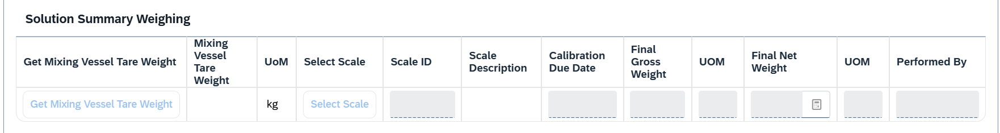 Solution Summary Weighing
Get Mixing Vessel Tare Weight
Mixing
Vessel
Tare
Weight
UoM
Select Scale
Scale ID
Scale
Description
Calibration
Due Date
Final
Gross
Weight
UOM
Final Net
Weight
UOM
Performed By
Get Mixing Vessel Tare Weight
kg
Select Scale